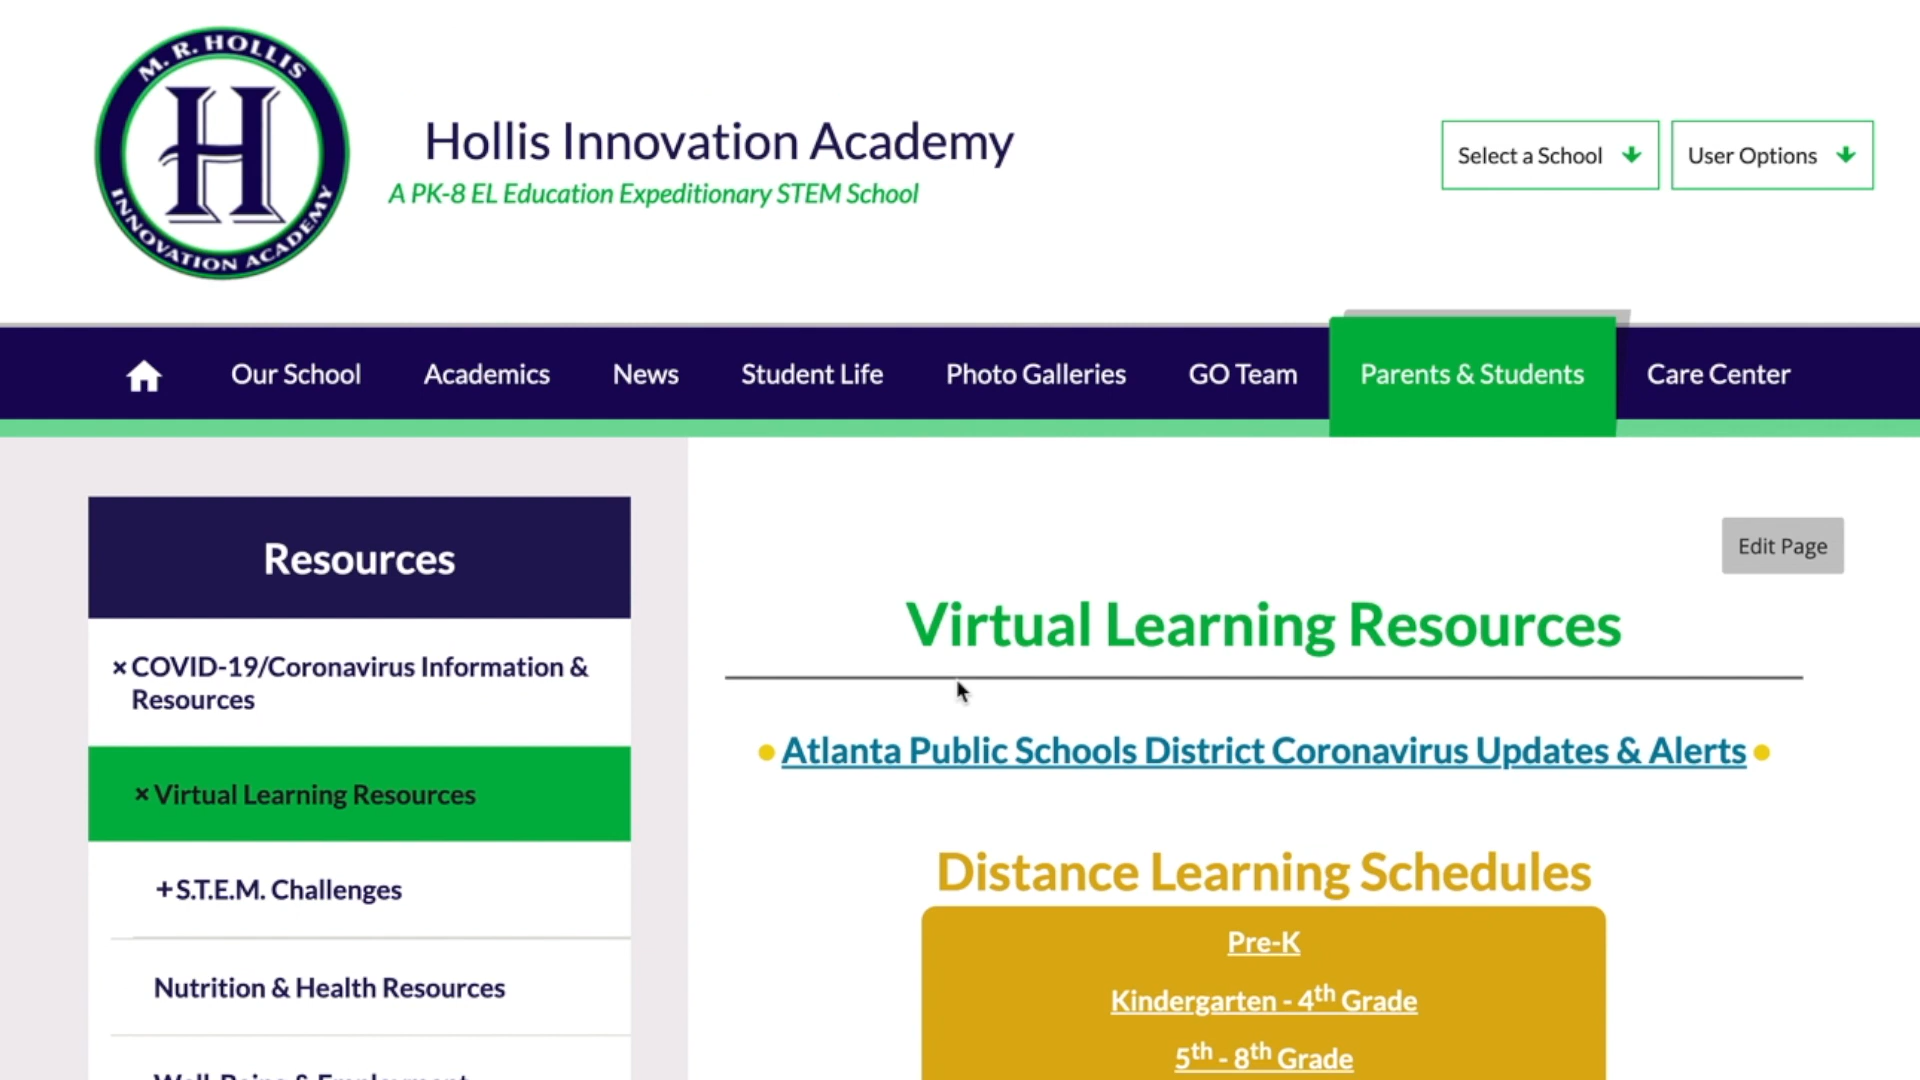 M. R. HOLLIS
H
INNOVATION ACADEMY
Hollis Innovation Academy
A PK-8 EL Education Expeditionary STEM School
Select a School
User Options
Our School
Academics
News
Student Life
Photo Galleries
GO Team
Parents & Students
Care Center
Resources
× COVID-19/Coronavirus Information &
Resources
× Virtual Learning Resources
+ S.T.E.M. Challenges
Nutrition & Health Resources
Well-Being & Employment
Edit Page
Virtual Learning Resources
Atlanta Public Schools District Coronavirus Updates & Alerts
Distance Learning Schedules
Pre-K
Kindergarten - 4th Grade
5th - 8th Grade